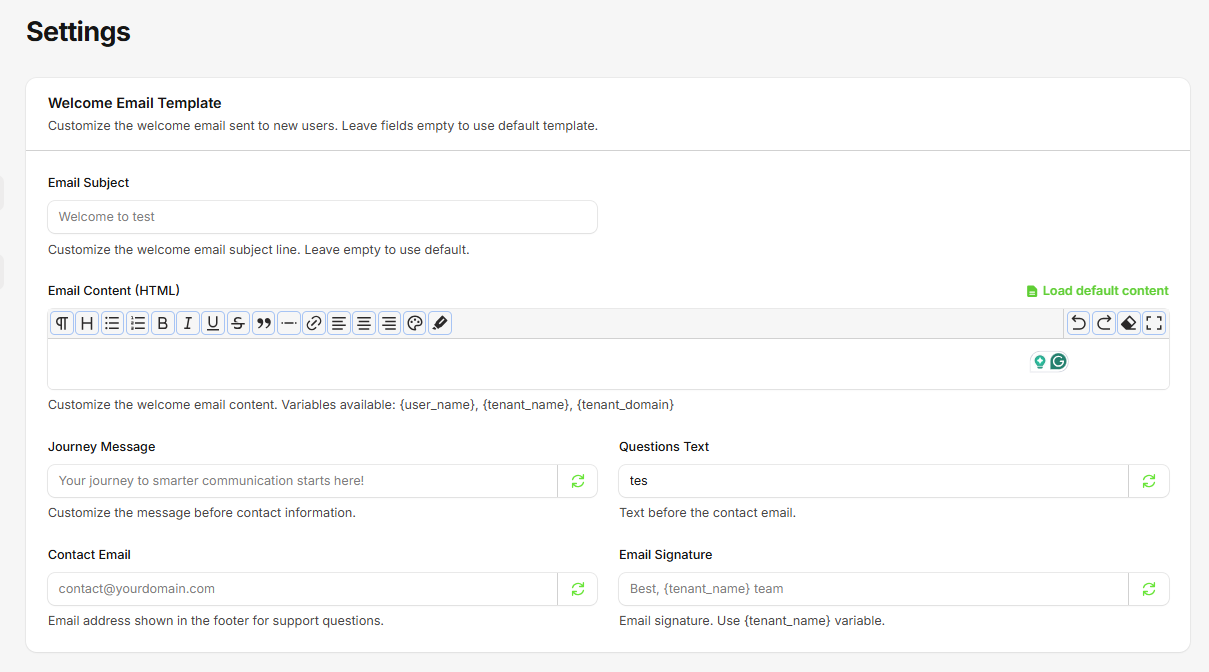 Settings
Welcome Email Template
Customize the welcome email sent to new users. Leave fields empty to use default template.
Email Subject
Welcome to test
Customize the welcome email subject line. Leave empty to use default.
Email Content (HTML)
Load default content
Customize the welcome email content. Variables available: {user_name}, {tenant_name}, {tenant_domain}
Journey Message
Questions Text
Your journey to smarter communication starts here!
tes
Customize the message before contact information.
Text before the contact email.
Contact Email
Email Signature
contact@yourdomain.com
Best, {tenant_name} team
Email address shown in the footer for support questions.
Email signature. Use {tenant_name} variable.